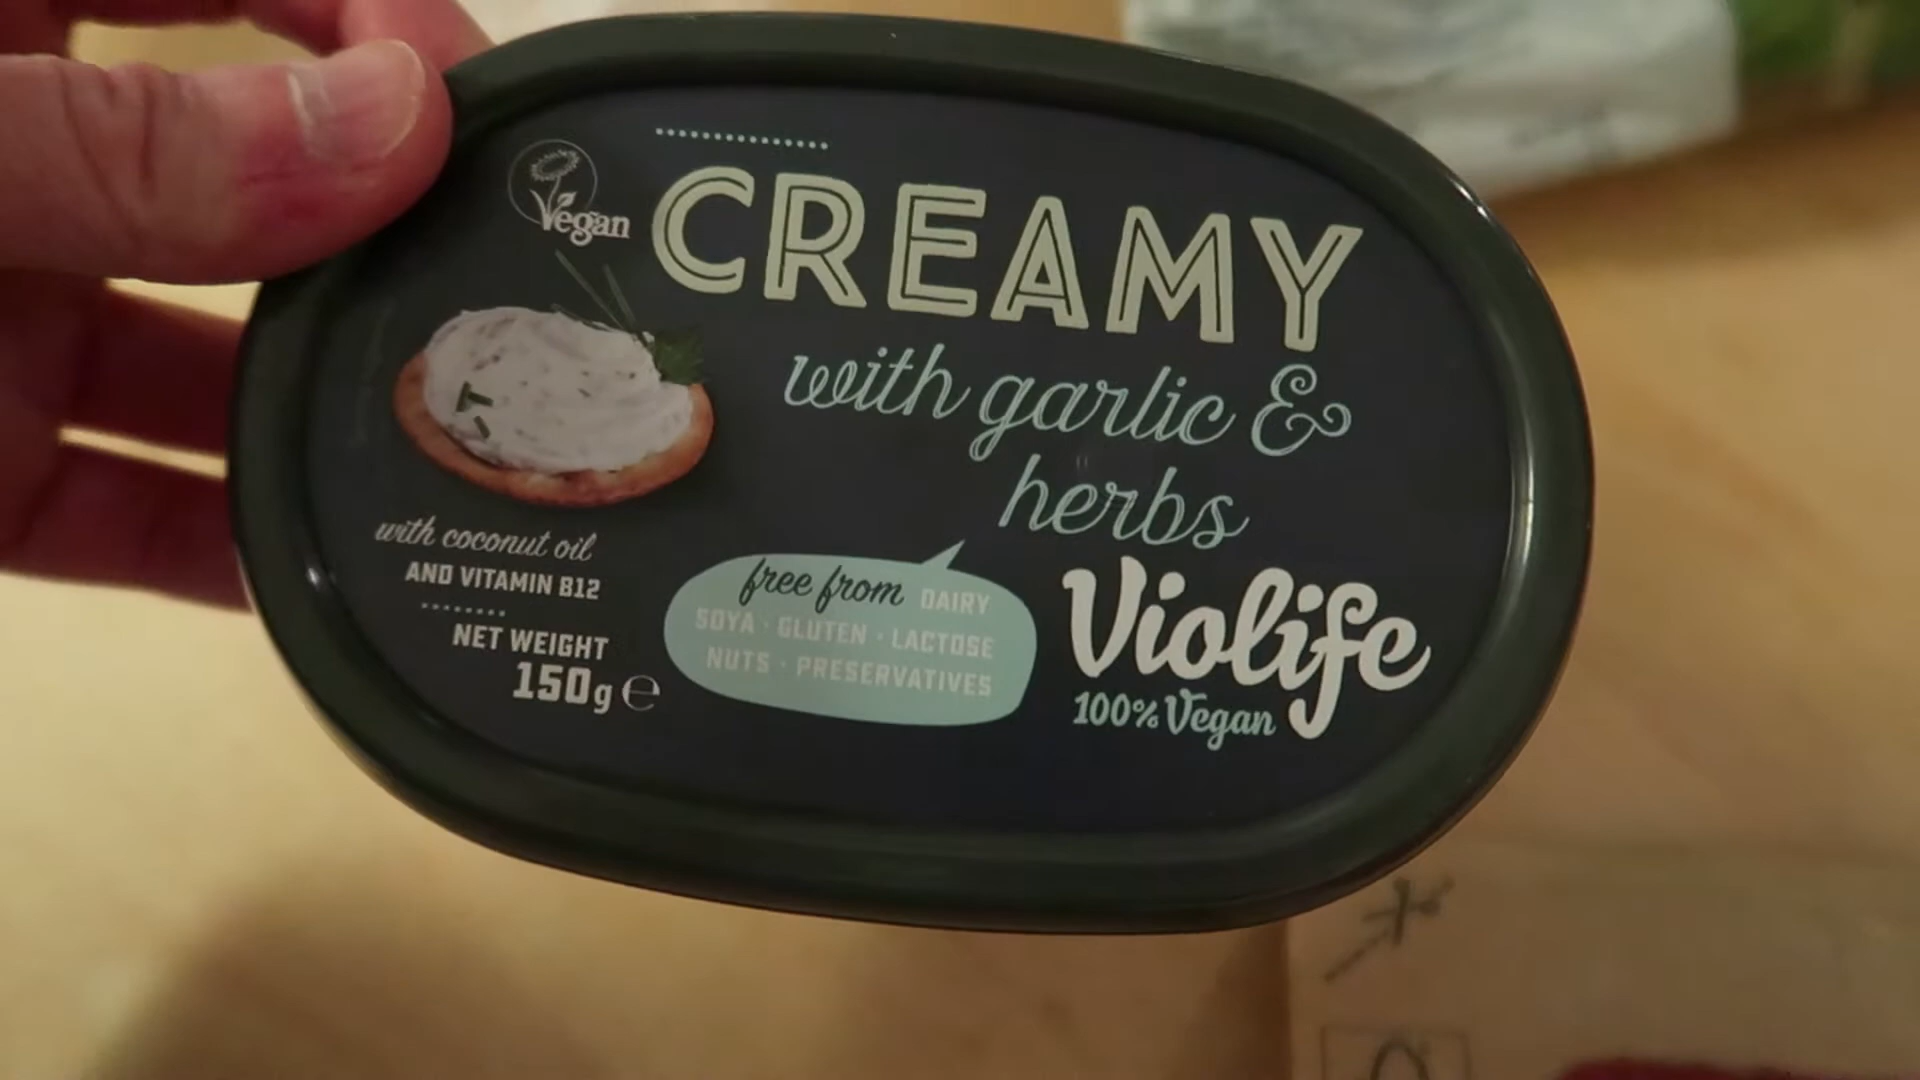 Vegan
CREAMY
with garlic &
herbs
with coconut oil
AND VITAMIN B12
NET WEIGHT
150g e
free from DAIRY
SOYA · GLUTEN · LACTOSE
NUTS · PRESERVATIVES
Violife
100% Vegan